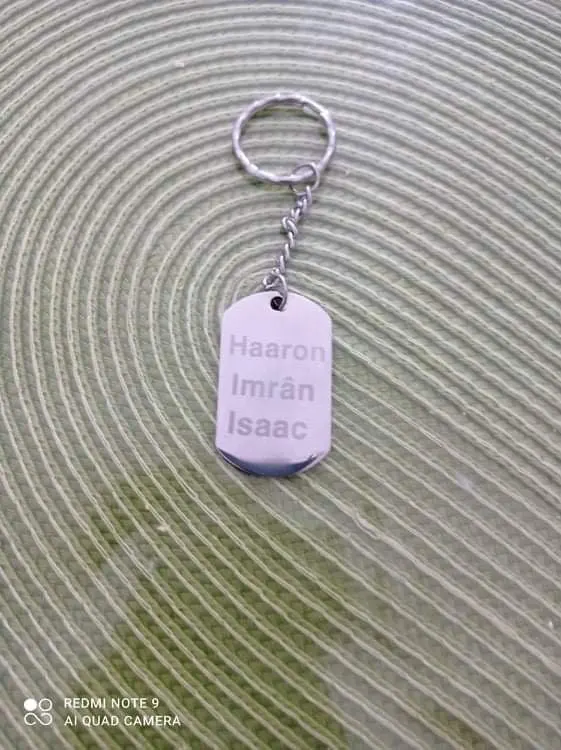 Haaron
Imrân
Isaac
REDMI NOTE 9
AI QUAD CAMERA